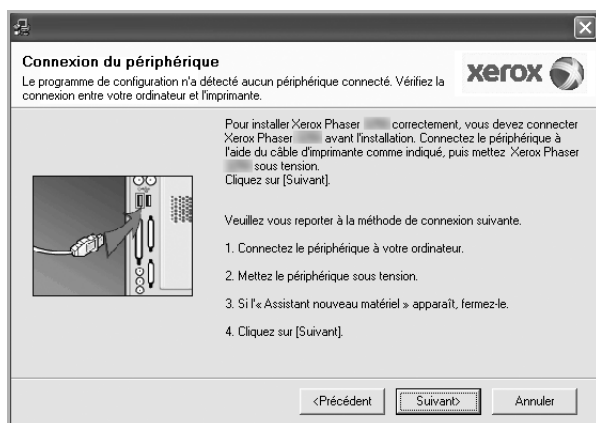 Connexion du périphérique
Le programme de configuration n'a détecté aucun périphérique connecté. Vérifiez la
connexion entre votre ordinateur et l'imprimante.
xerox
Pour installer Xerox Phaser correctement, vous devez connecter
Xerox Phaser avant l'installation. Connectez le périphérique à
l'aide du câble d'imprimante comme indiqué, puis mettez Xerox Phaser
sous tension.
Cliquez sur [Suivant].
Veuillez vous reporter à la méthode de connexion suivante.
1. Connectez le périphérique à votre ordinateur.
2. Mettez le périphérique sous tension.
3. Si l'« Assistant nouveau matériel » apparaît, fermez-le.
4. Cliquez sur [Suivant].
<Précédent
Suivant>
Annuler